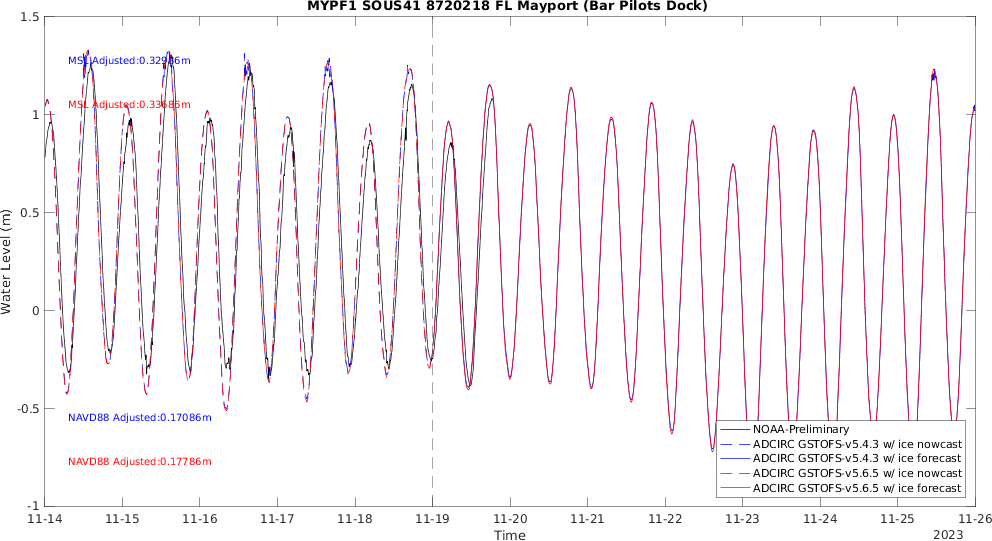 MYPF1 SOUS41 8720218 FL Mayport (Bar Pilots Dock)
1.5
1
0.5
0
-0.5
-1
Water Level (m)
MSL Adjusted:0.32986m
MSL Adjusted:0.33686m
NAVD88 Adjusted:0.17086m
NAVD88 Adjusted:0.17786m
NOAA-Preliminary
ADCIRC GSTOFS-v5.4.3 w/ ice nowcast
ADCIRC GSTOFS-v5.4.3 w/ ice forecast
ADCIRC GSTOFS-v5.6.5 w/ ice nowcast
ADCIRC GSTOFS-v5.6.5 w/ ice forecast
11-14 11-15 11-16 11-17 11-18 11-19 11-20 11-21 11-22 11-23 11-24 11-25 11-26
Time
2023